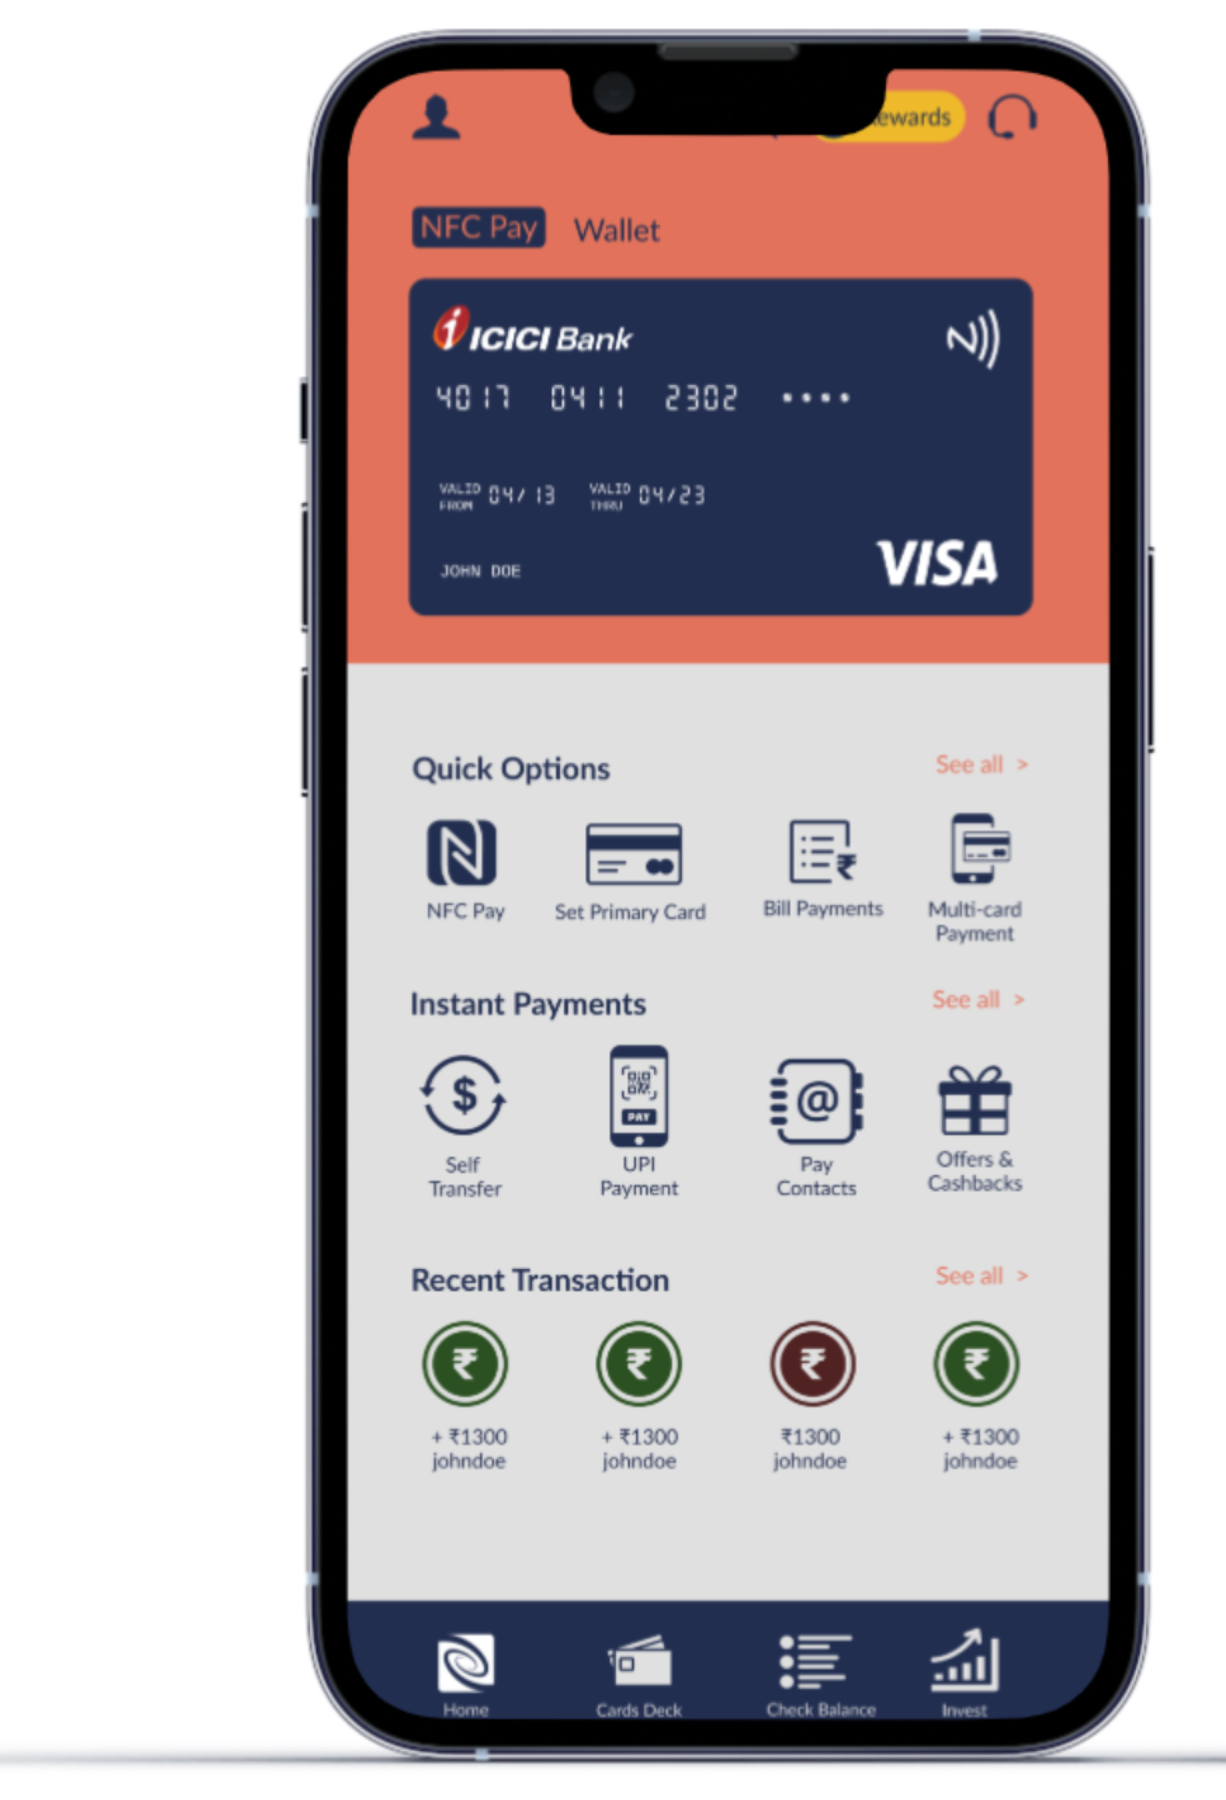 ewards
NFC Pay Wallet
ICICI Bank
4017 0411 2302 ••••
VALID FROM 04/13 VALID THRU 04/23
JOHN DOE VISA
Quick Options See all >
NFC Pay Set Primary Card Bill Payments Multi-card
Payment
Instant Payments See all >
PAY
Self UPI Pay Offers &
Transfer Payment Contacts Cashbacks
Recent Transaction See all >
+ ₹1300 + ₹1300 ₹1300 + ₹1300
johndoe johndoe johndoe johndoe
Home Cards Deck Check Balance Invest